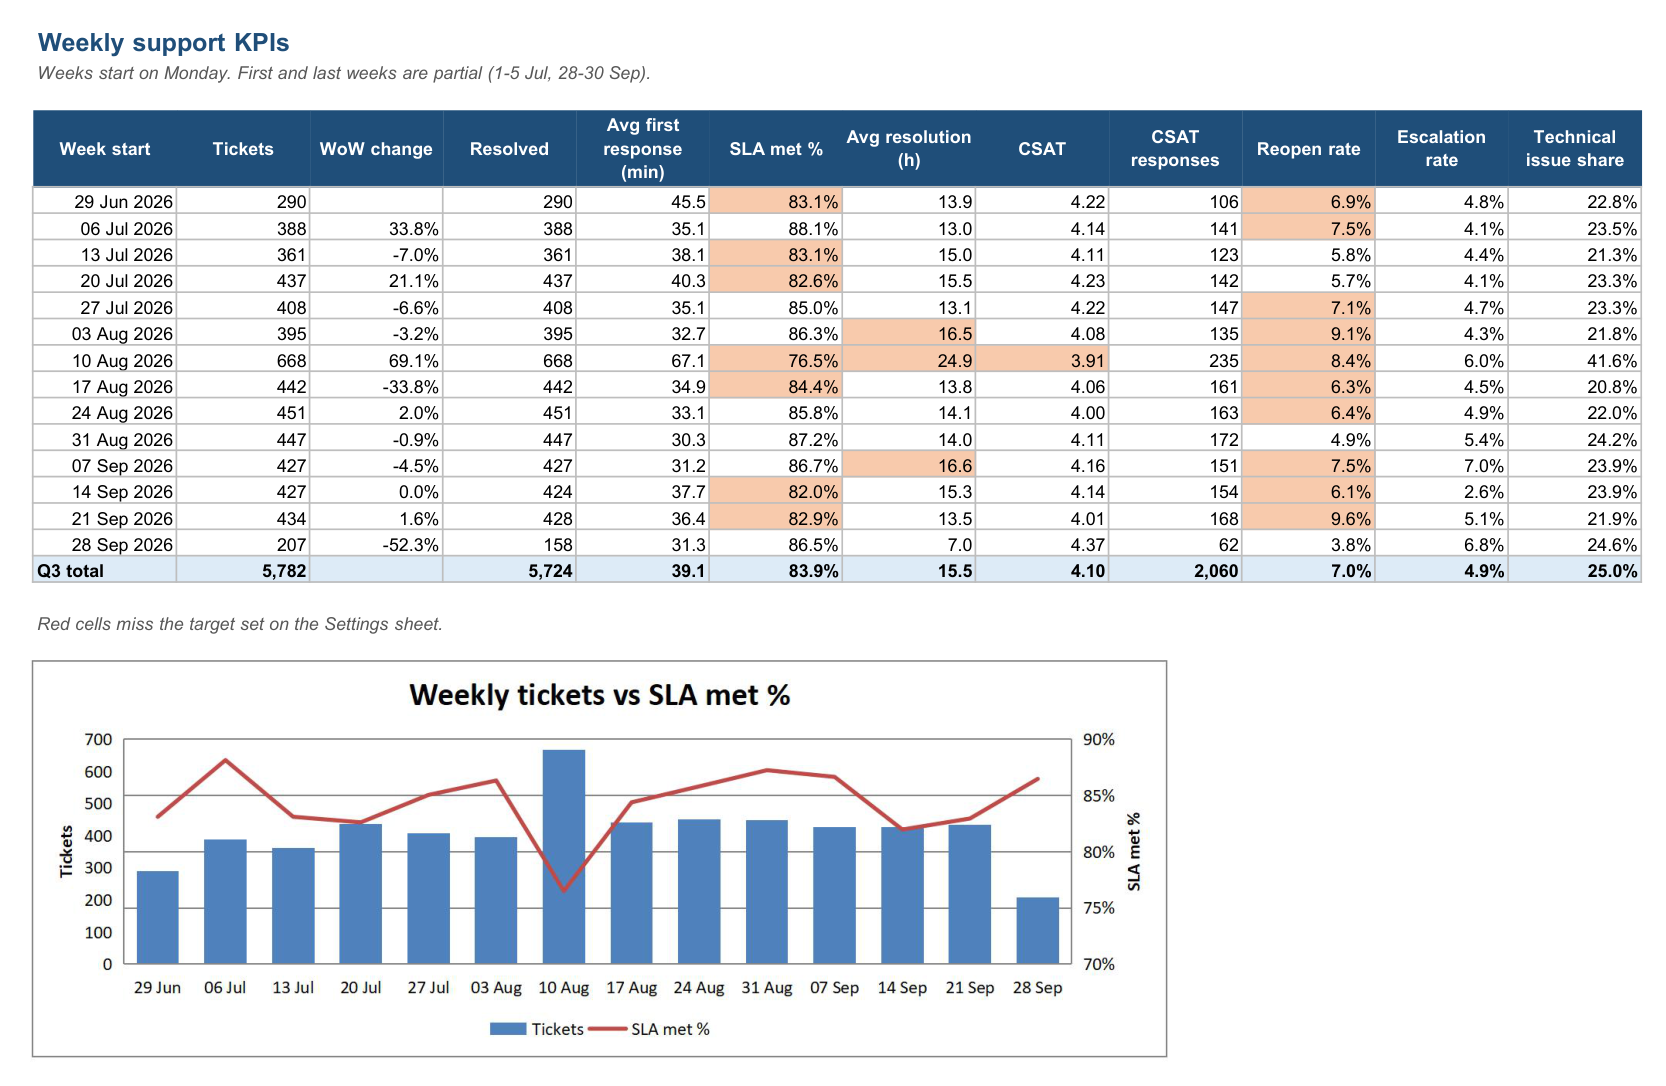 Weekly support KPIs
Weeks start on Monday. First and last weeks are partial (1-5 Jul, 28-30 Sep).
Week start Tickets WoW change Resolved Avg first response (min) SLA met % Avg resolution (h) CSAT CSAT responses Reopen rate Escalation rate Technical issue share
29 Jun 2026 290 290 45.5 83.1% 13.9 4.22 106 6.9% 4.8% 22.8%
06 Jul 2026 388 33.8% 388 35.1 88.1% 13.0 4.14 141 7.5% 4.1% 23.5%
13 Jul 2026 361 -7.0% 361 38.1 83.1% 15.0 4.11 123 5.8% 4.4% 21.3%
20 Jul 2026 437 21.1% 437 40.3 82.6% 15.5 4.23 142 5.7% 4.1% 23.3%
27 Jul 2026 408 -6.6% 408 35.1 85.0% 13.1 4.22 147 7.1% 4.7% 23.3%
03 Aug 2026 395 -3.2% 395 32.7 86.3% 16.5 4.08 135 9.1% 4.3% 21.8%
10 Aug 2026 668 69.1% 668 67.1 76.5% 24.9 3.91 235 8.4% 6.0% 41.6%
17 Aug 2026 442 -33.8% 442 34.9 84.4% 13.8 4.06 161 6.3% 4.5% 20.8%
24 Aug 2026 451 2.0% 451 33.1 85.8% 14.1 4.00 163 6.4% 4.9% 22.0%
31 Aug 2026 447 -0.9% 447 30.3 87.2% 14.0 4.11 172 4.9% 5.4% 24.2%
07 Sep 2026 427 -4.5% 427 31.2 86.7% 16.6 4.16 151 7.5% 7.0% 23.9%
14 Sep 2026 427 0.0% 424 37.7 82.0% 15.3 4.14 154 6.1% 2.6% 23.9%
21 Sep 2026 434 1.6% 428 36.4 82.9% 13.5 4.01 168 9.6% 5.1% 21.9%
28 Sep 2026 207 -52.3% 158 31.3 86.5% 7.0 4.37 62 3.8% 6.8% 24.6%
Q3 total 5,782 5,724 39.1 83.9% 15.5 4.10 2,060 7.0% 4.9% 25.0%
Red cells miss the target set on the Settings sheet.
Weekly tickets vs SLA met %
700 90%
600
500 85%
400
300 80%
200 75%
100
0 70%
Tickets
SLA met %
29 Jun 06 Jul 13 Jul 20 Jul 27 Jul 03 Aug 10 Aug 17 Aug 24 Aug 31 Aug 07 Sep 14 Sep 21 Sep 28 Sep
Tickets SLA met %